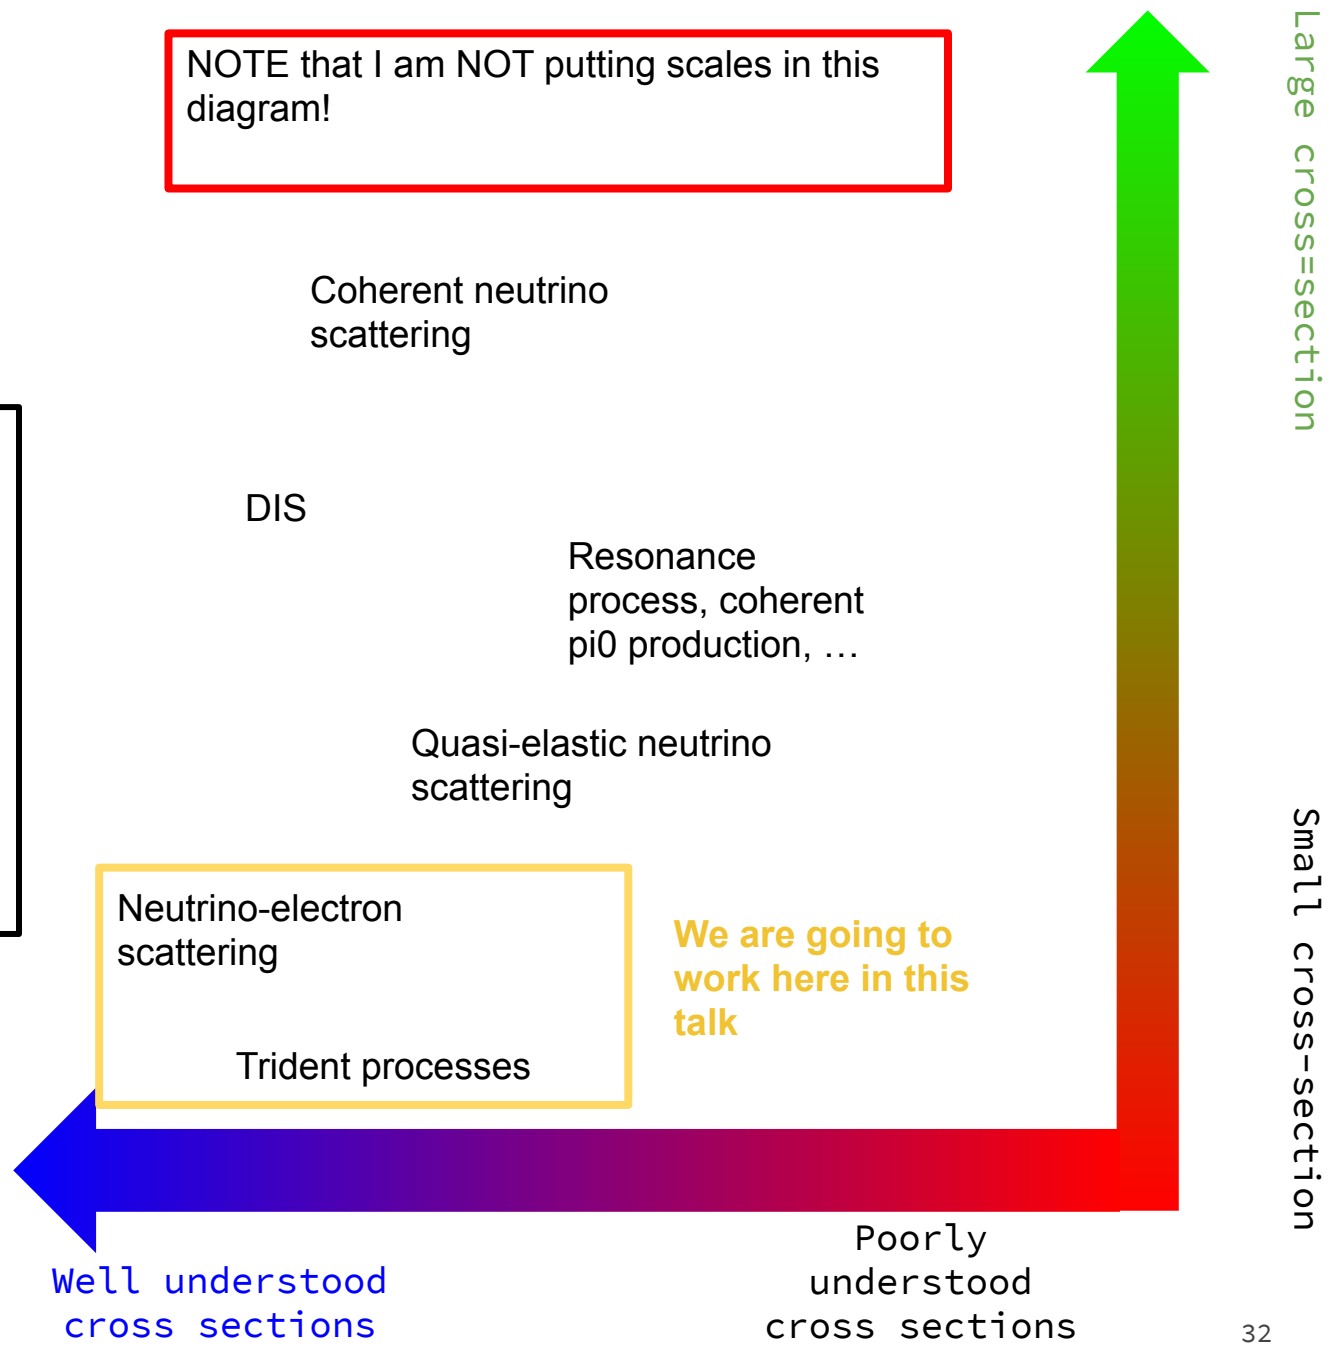 NOTE that I am NOT putting scales in this
diagram!
Large cross=section
Coherent neutrino
scattering
DIS
Resonance
process, coherent
pi0 production, …
Quasi-elastic neutrino
scattering
Small cross-section
Neutrino-electron
scattering
We are going to
work here in this
talk
Trident processes
Well understood
cross sections
Poorly
understood
cross sections
32